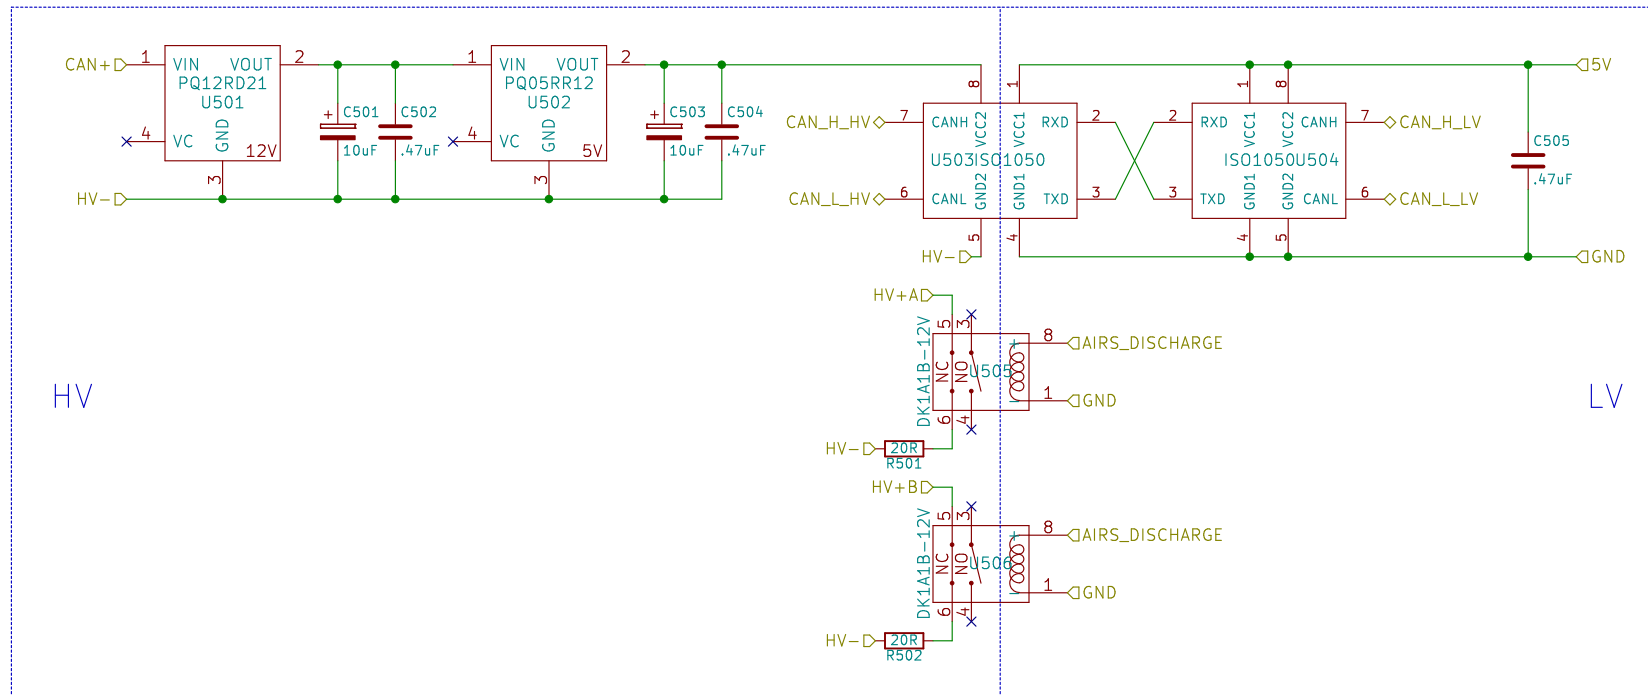 CAN+
1
VIN
VOUT
2
PQ12RD21
U501
4
VC
GND
12V
3
HV-
+
C501
10uF
C502
.47uF
1
VIN
VOUT
2
PQ05RR12
U502
4
VC
GND
5V
3
+
C503
10uF
C504
.47uF
CAN_H_HV
7
CANH
8
VCC2
1
VCC1
RXD
2
U503ISO1050
CAN_L_HV
6
CANL
GND2
5
GND1
4
TXD
3
HV-
2
RXD
1
VCC1
8
VCC2
CANH
7
CAN_H_LV
ISO1050U504
3
TXD
GND1
4
GND2
5
CANL
6
CAN_L_LV
5V
C505
.47uF
GND
HV+A
5
3
DK1A1B-12V
NC
NO
U505
+
-
8
AIRS_DISCHARGE
1
GND
6
4
HV-
20R
R501
HV
LV
HV+B
5
3
DK1A1B-12V
NC
NO
U506
+
-
8
AIRS_DISCHARGE
1
GND
6
4
HV-
20R
R502